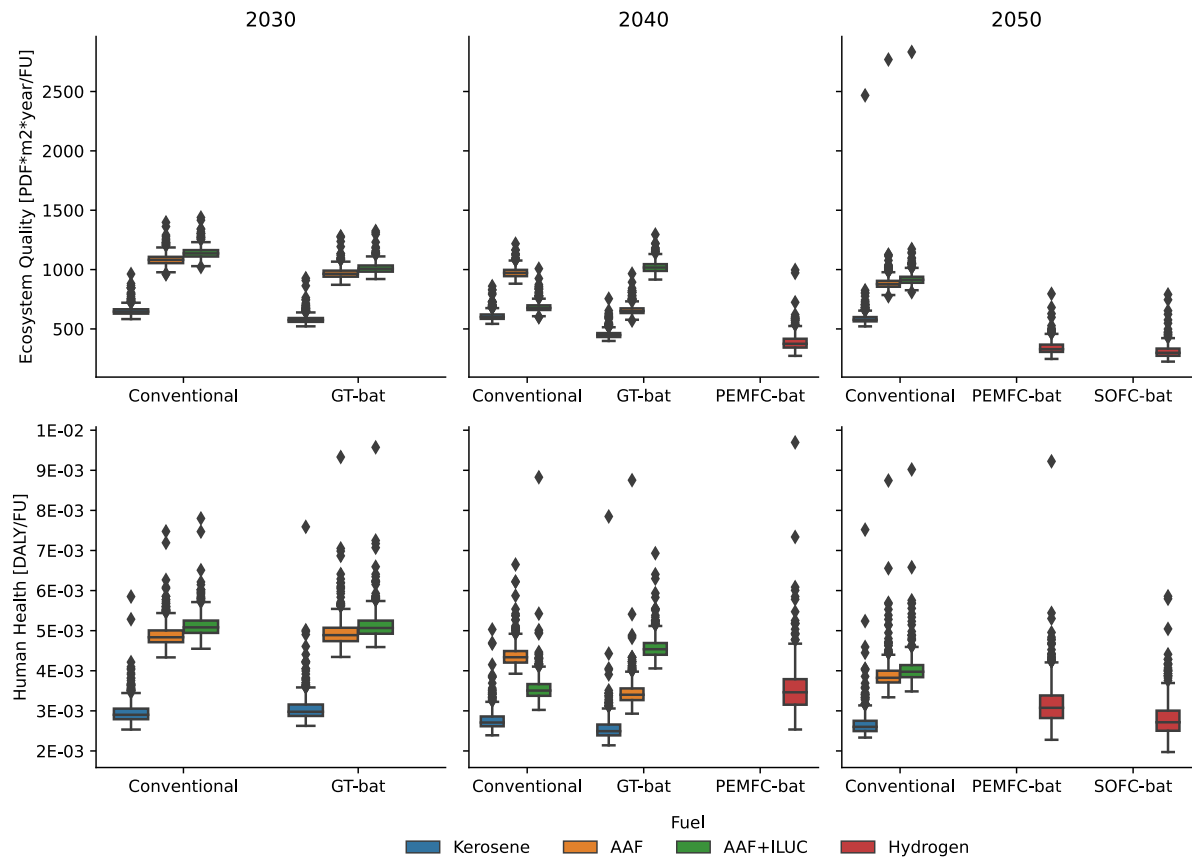 2030 2040 2050
Ecosystem Quality [PDF*m2*year/FU]
2500
2000
1500
1000
500
Conventional GT-bat Conventional GT-bat PEMFC-bat Conventional PEMFC-bat SOFC-bat
Human Health [DALY/FU]
1E-02
9E-03
8E-03
7E-03
6E-03
5E-03
4E-03
3E-03
2E-03
Conventional GT-bat Conventional GT-bat PEMFC-bat Conventional PEMFC-bat SOFC-bat
Fuel
Kerosene AAF AAF+ILUC Hydrogen